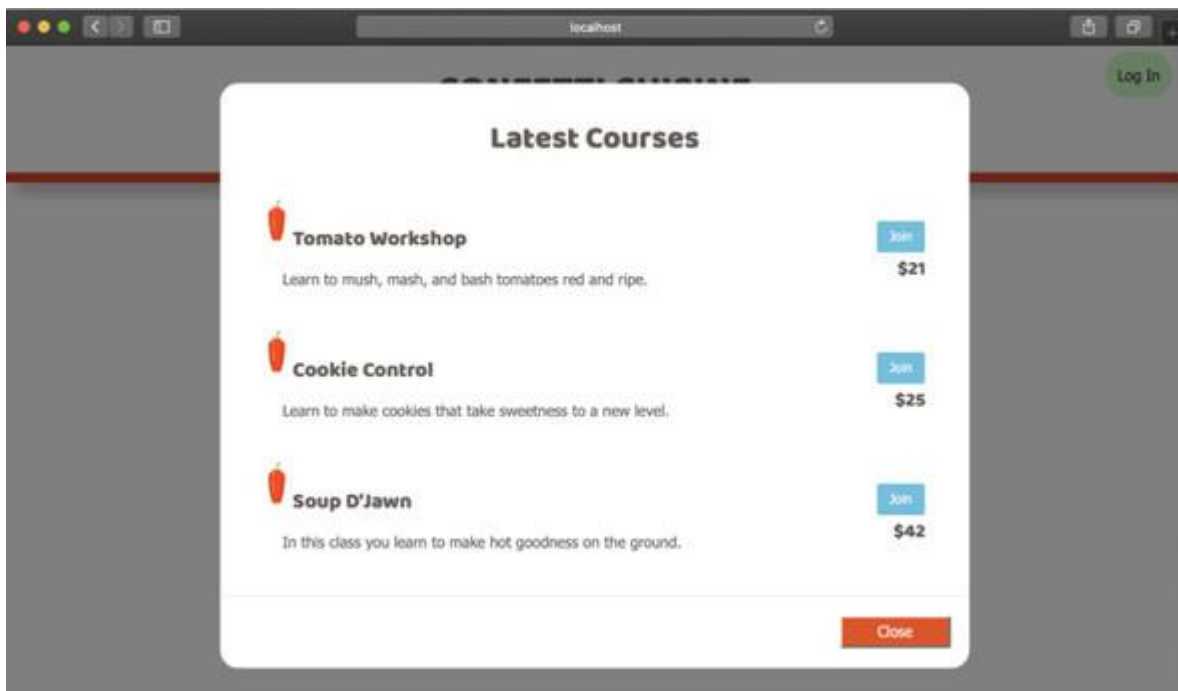 localhost
Log In
Latest Courses
Tomato Workshop
Join
$21
Learn to mush, mash, and bash tomatoes red and ripe.
Cookie Control
Join
$25
Learn to make cookies that take sweetness to a new level.
Soup D'Jawn
Join
$42
In this class you learn to make hot goodness on the ground.
Close